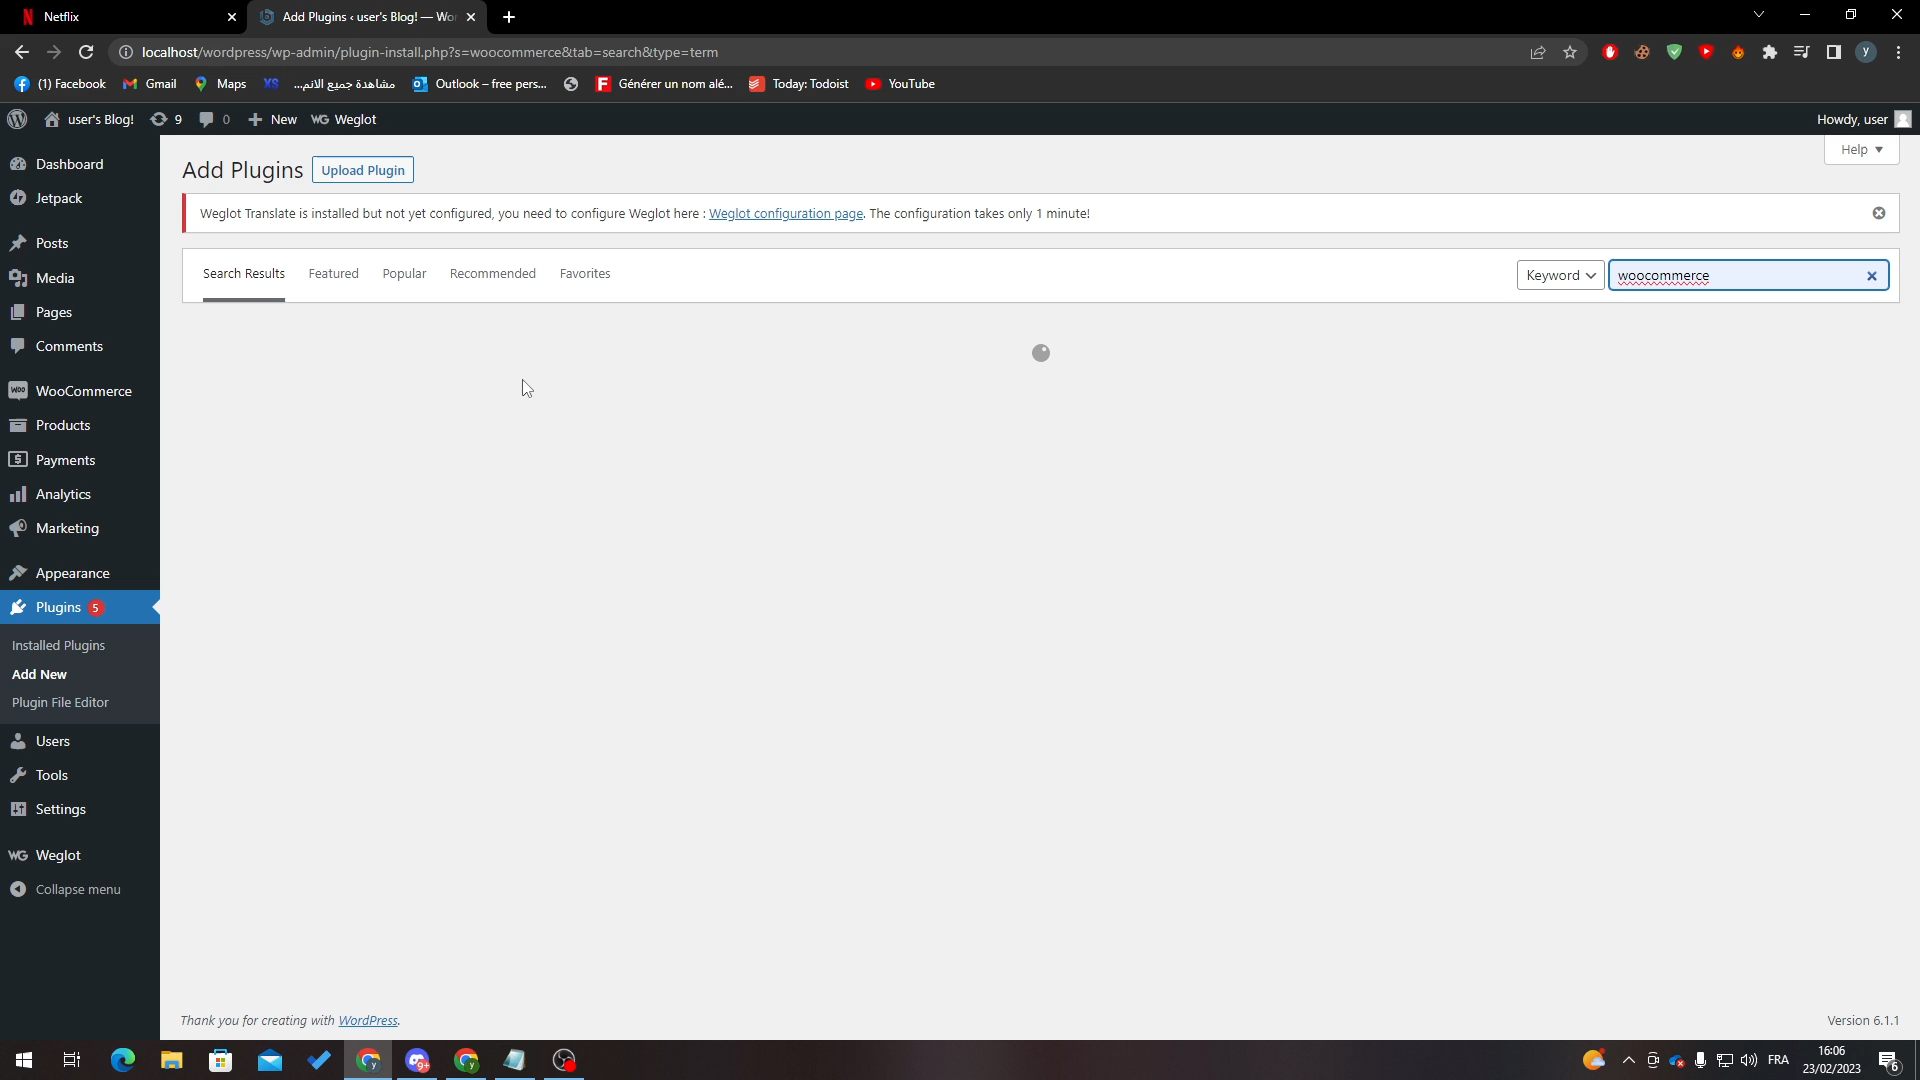 Netflix
Add Plugins ‹ user's Blog! — Wor
localhost/wordpress/wp-admin/plugin-install.php?s=woocommerce&tab=search&type=term
y
(1) Facebook
Gmail
Maps
XS
مشاهدة جميع الانم...
Outlook – free pers...
Générer un nom alé...
Today: Todoist
YouTube
user's Blog!
9
0
New
WG Weglot
Howdy, user
Help
Dashboard
Jetpack
Posts
Media
Pages
Comments
WooCommerce
Products
Payments
Analytics
Marketing
Appearance
Plugins 5
Installed Plugins
Add New
Plugin File Editor
Users
Tools
Settings
WG Weglot
Collapse menu
Add Plugins
Upload Plugin
Weglot Translate is installed but not yet configured, you need to configure Weglot here : Weglot configuration page. The configuration takes only 1 minute!
Search Results
Featured
Popular
Recommended
Favorites
Keyword
woocommerce
Thank you for creating with WordPress.
Version 6.1.1
9+
FRA
16:06
23/02/2023
6